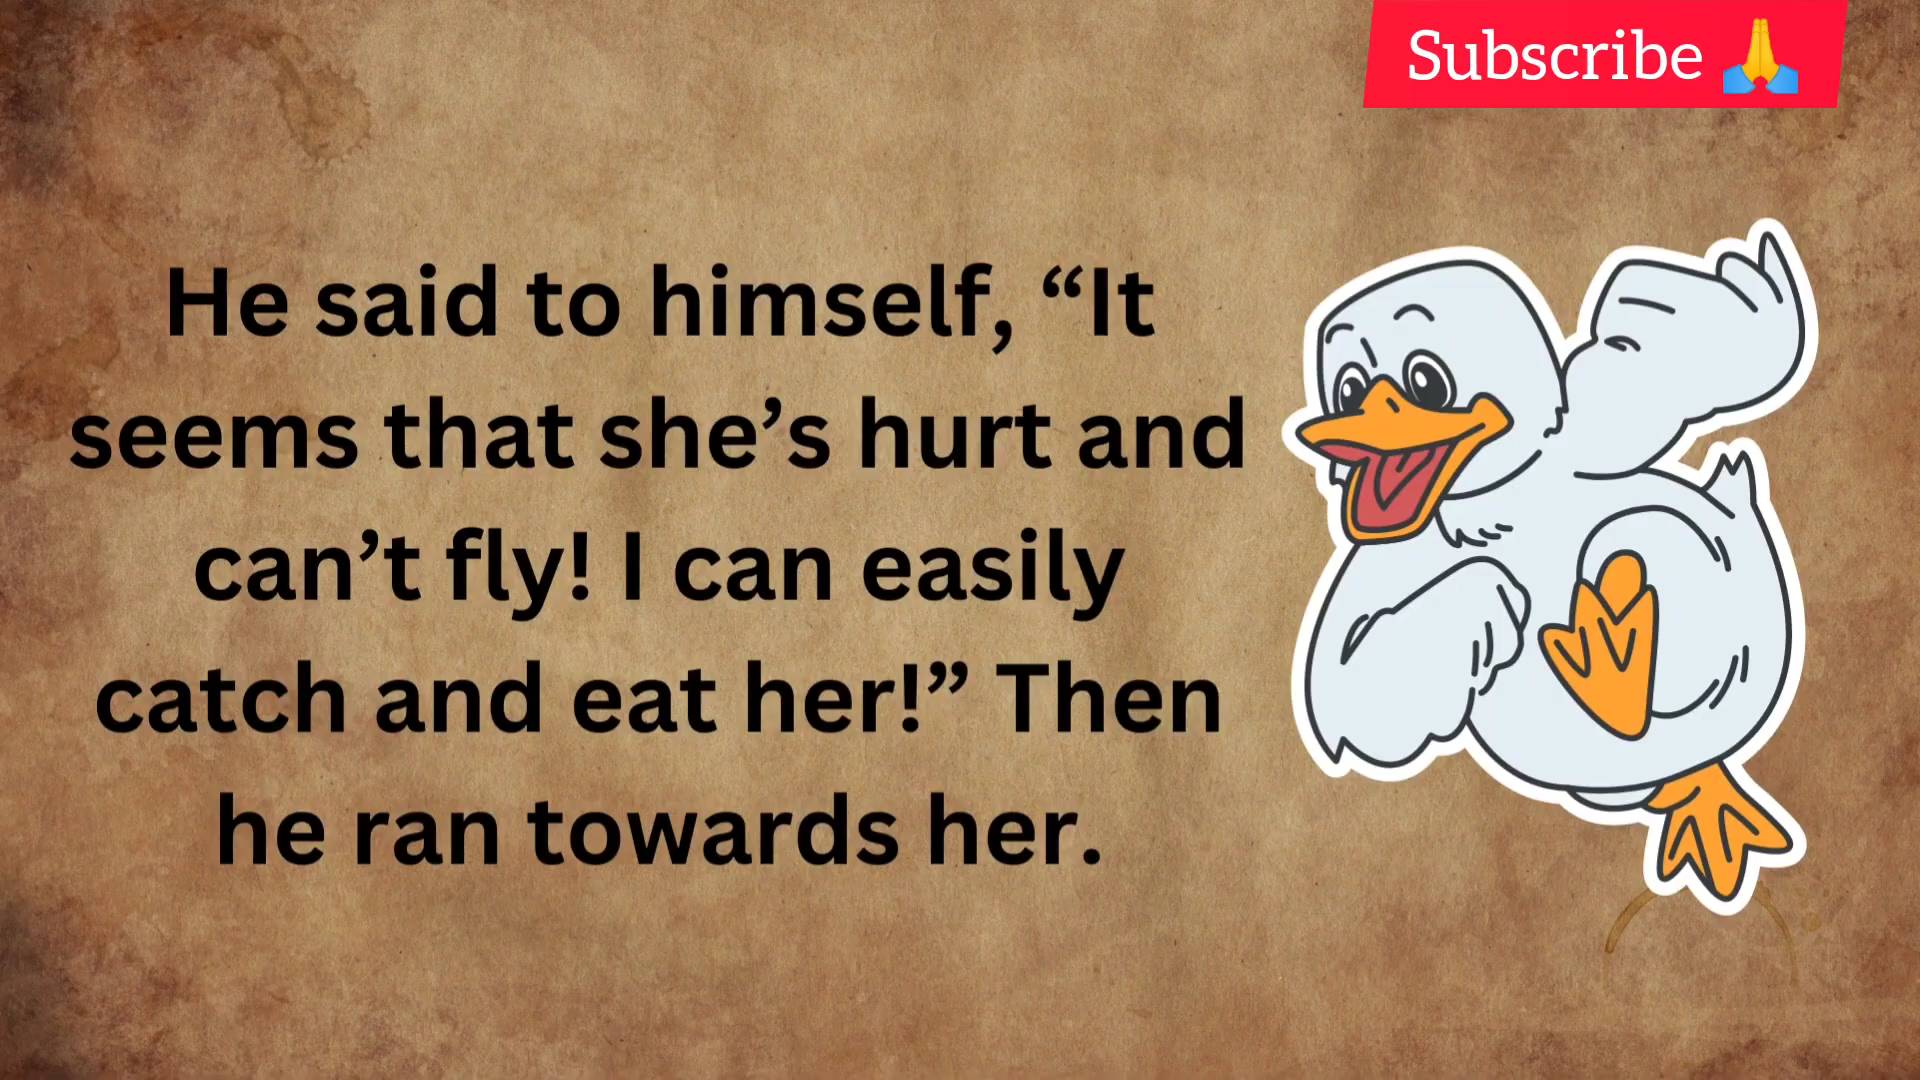 Subscribe 🙏
He said to himself, “It
seems that she’s hurt and
can’t fly! I can easily
catch and eat her!” Then
he ran towards her.